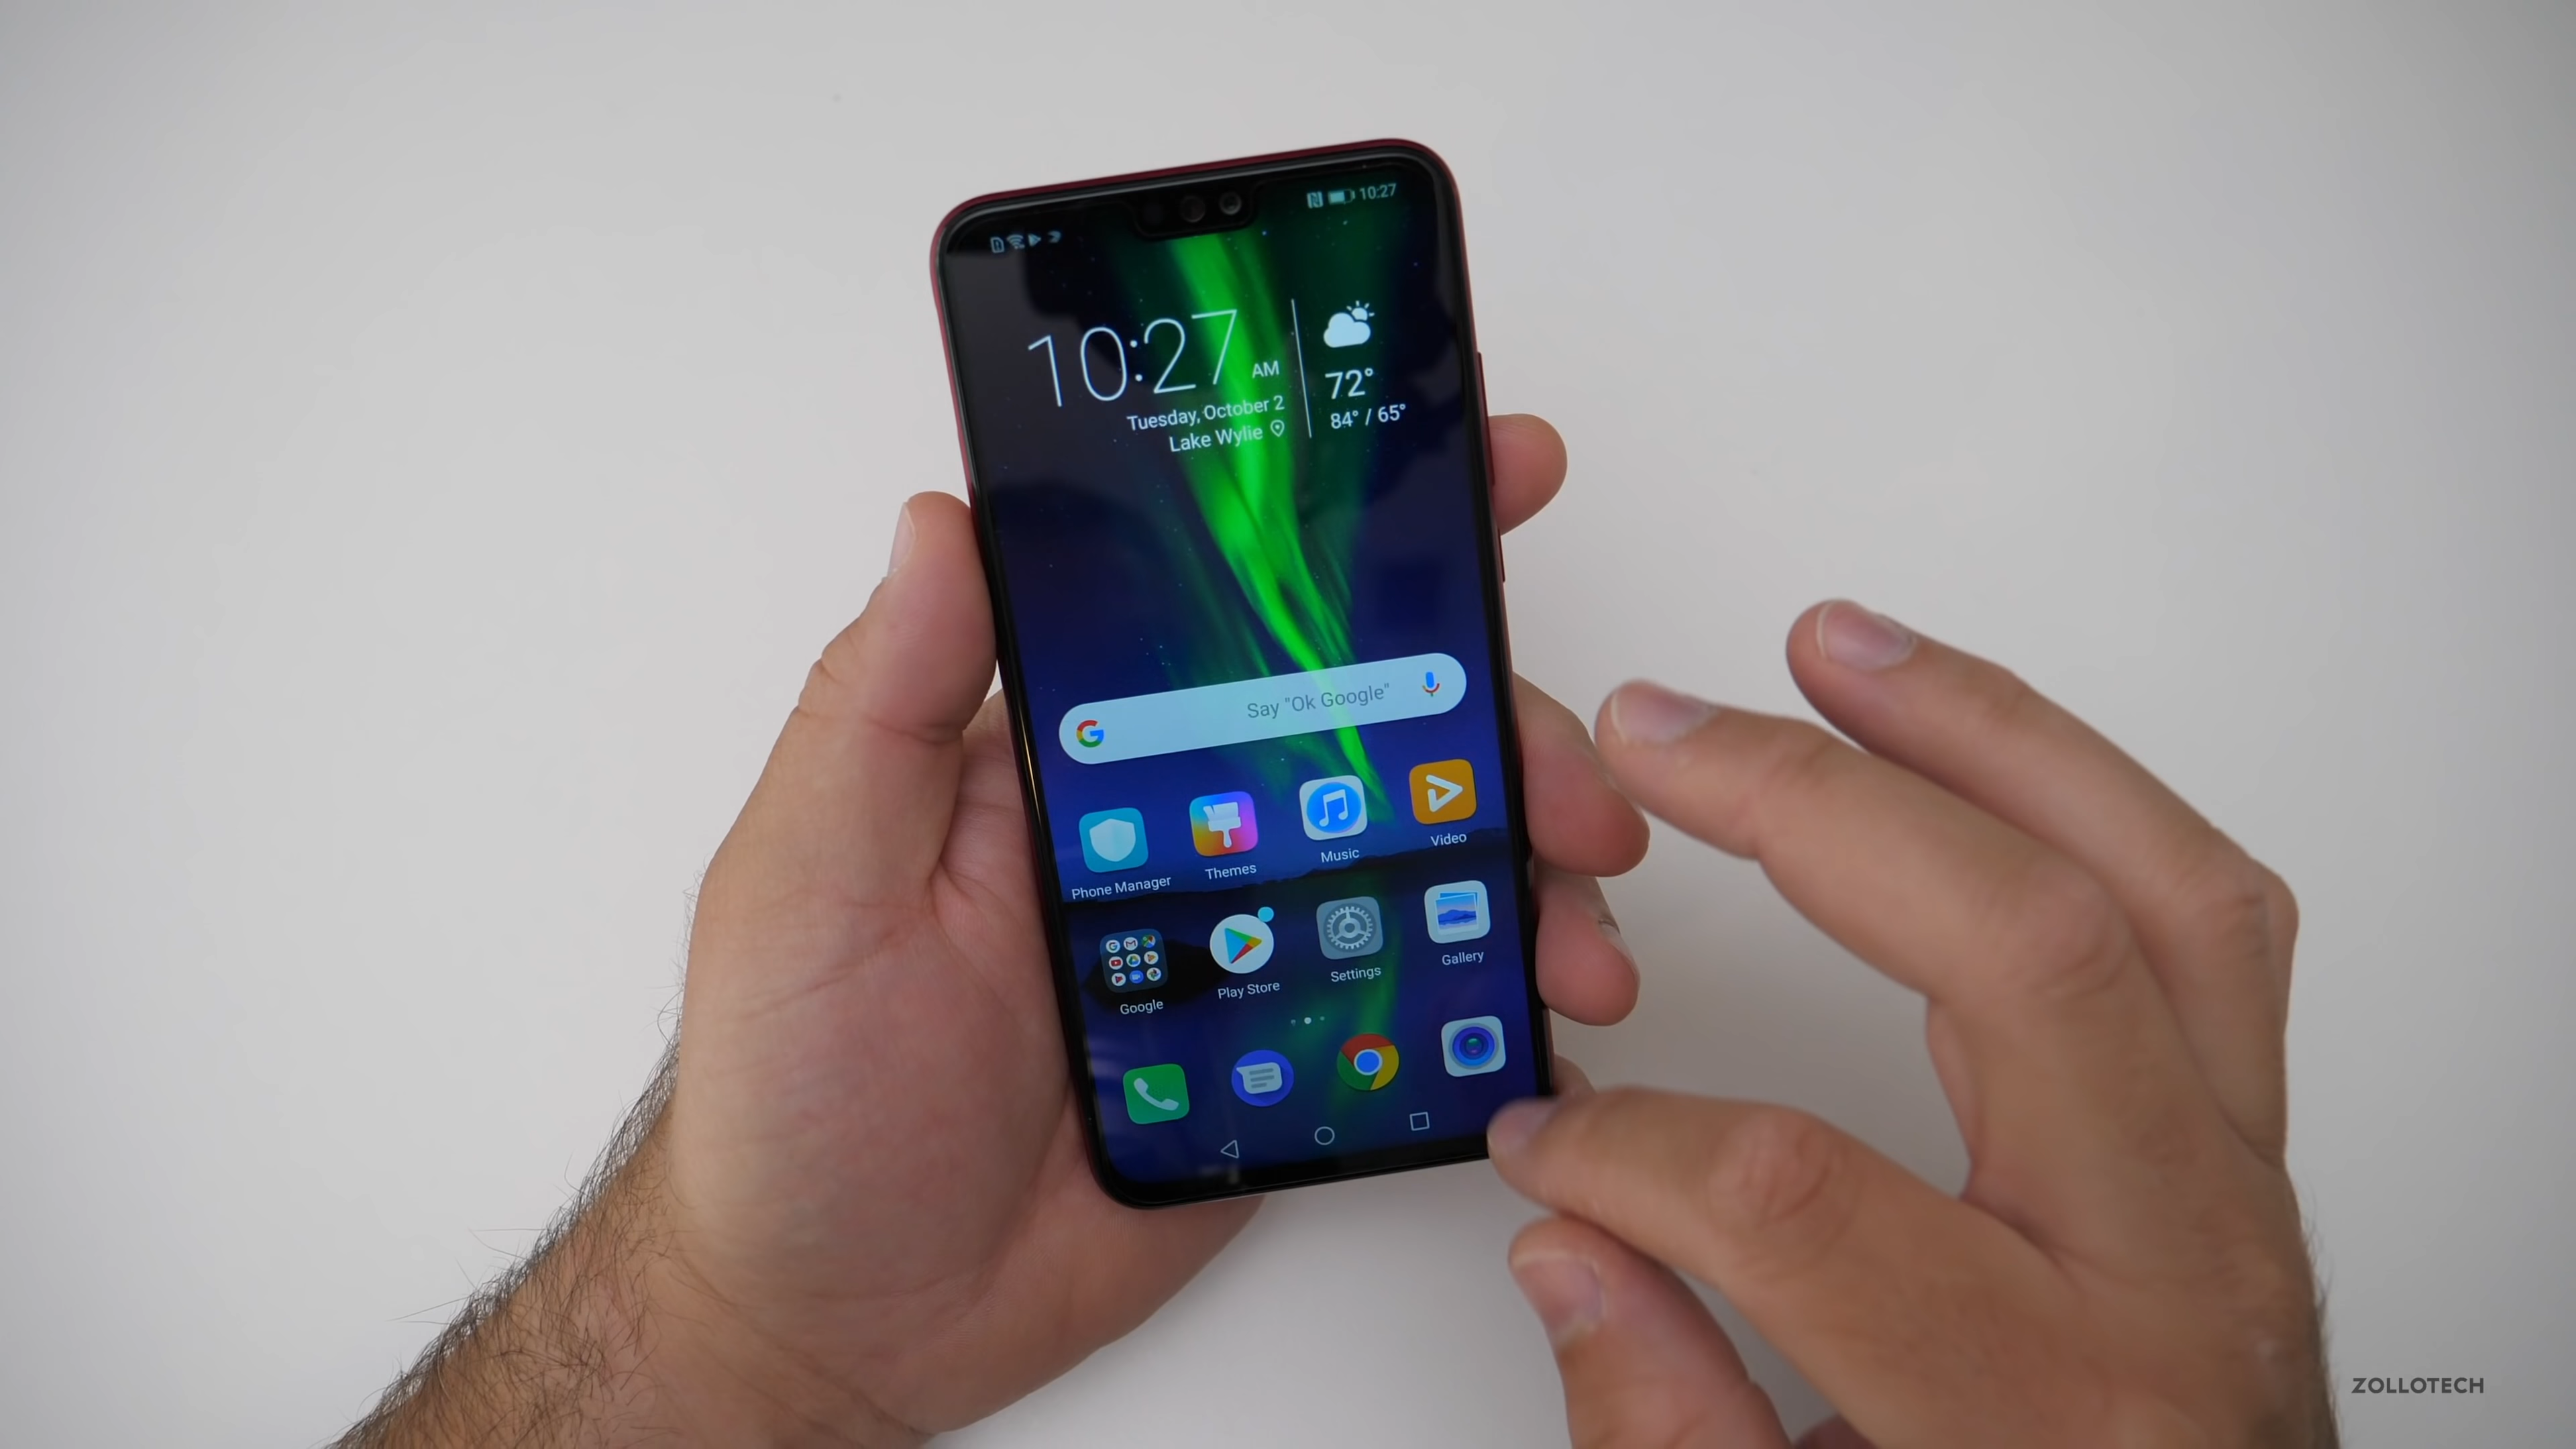 10:27
10:27 AM
72°
Tuesday, October 2
84° / 65°
Lake Wylie
Say "Ok Google"
Phone Manager
Themes
Music
Video
Google
Play Store
Settings
Gallery
ZOLLOTECH